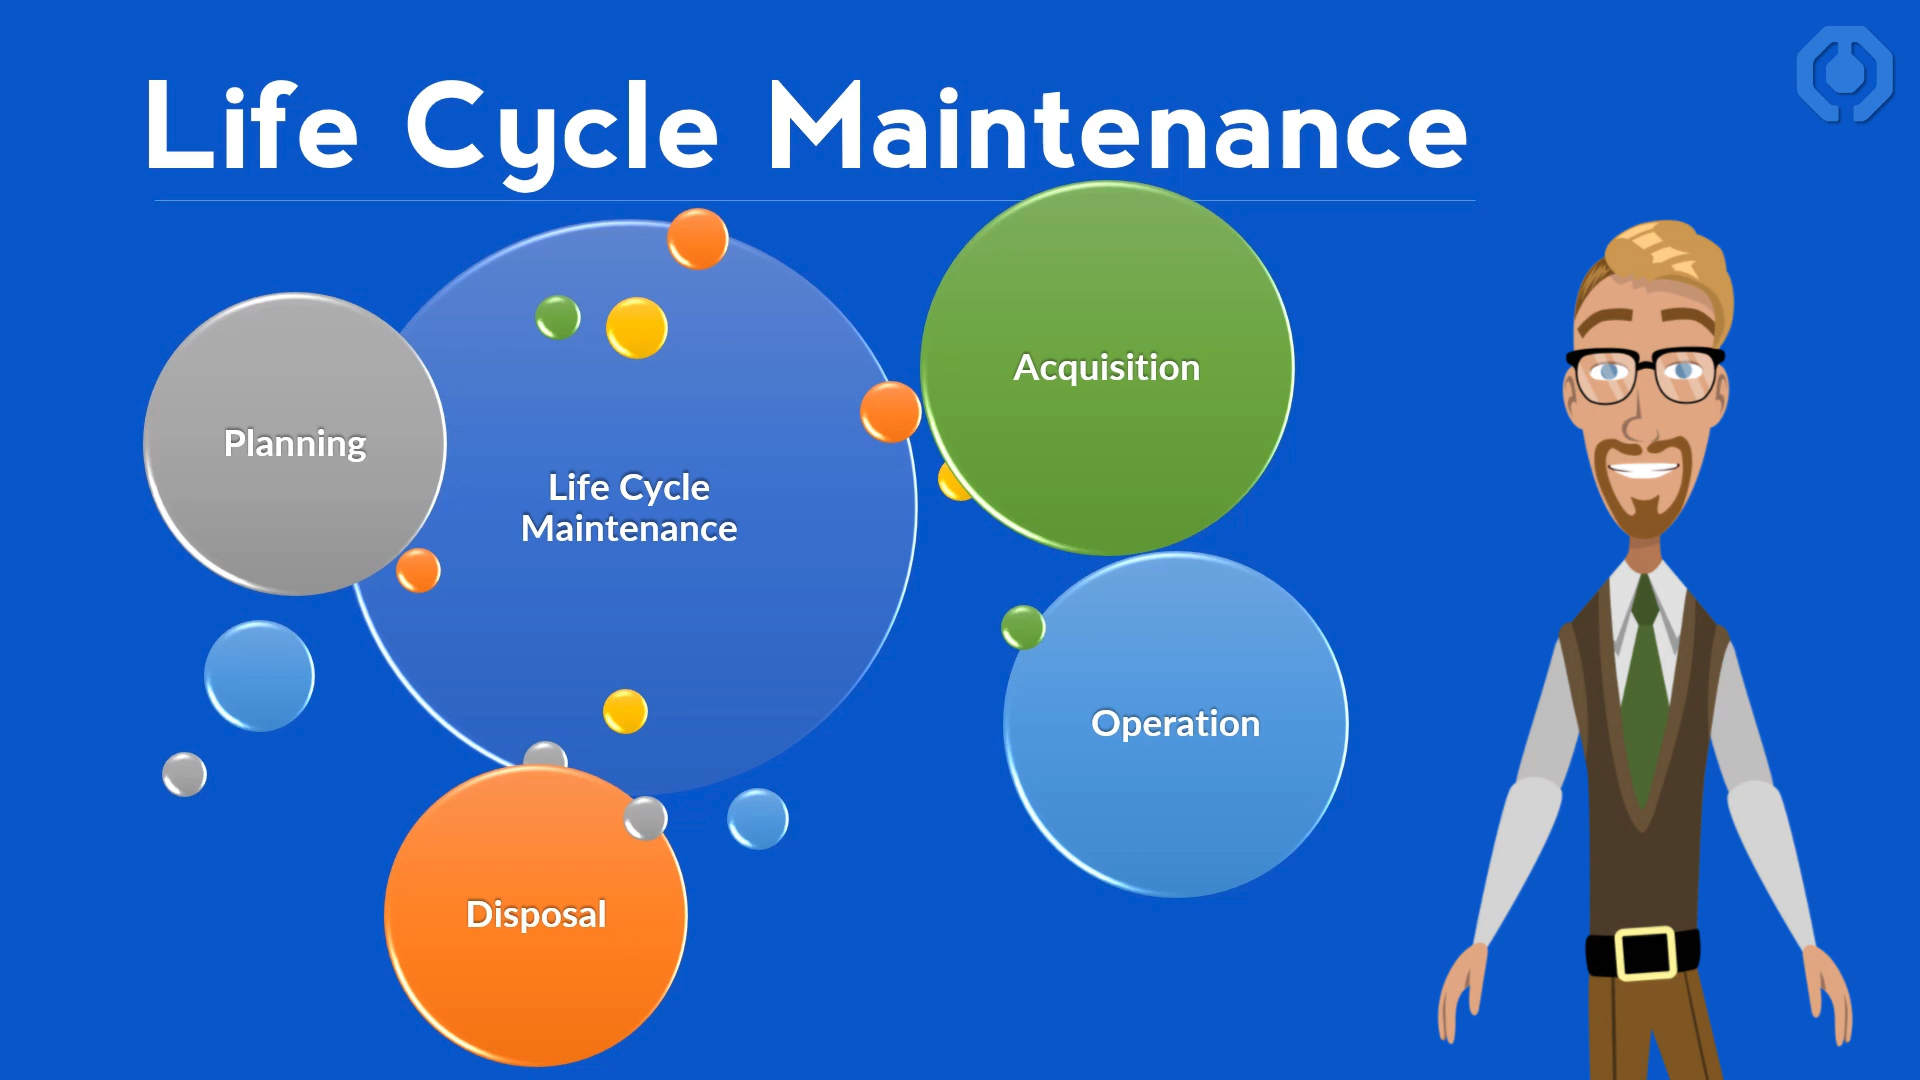 Life Cycle Maintenance
Planning
Life Cycle
Maintenance
Acquisition
Operation
Disposal